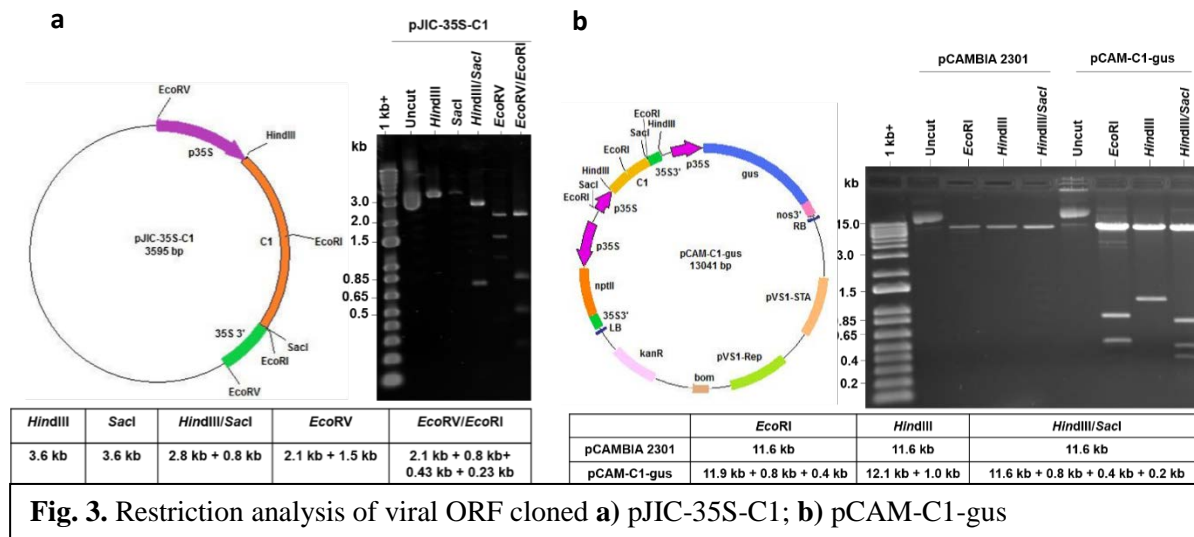 a
pJIC-35S-C1
1 kb+
Uncut
HindIII
SacI
HindIII/SacI
EcoRV
EcoRV/EcoRI
kb
3.0
2.0
1.5
0.85
0.65
0.5
EcoRV
HindIII
p35S
C1
EcoRI
pJIC-35S-C1
3595 bp
35S 3'
SacI
EcoRI
EcoRV
b
pCAMBIA 2301
pCAM-C1-gus
1 kb+
Uncut
EcoRI
HindIII
HindIII/SacI
Uncut
EcoRI
HindIII
HindIII/SacI
kb
15.0
3.0
1.5
0.85
0.65
0.4
0.2
EcoRI
SacI
HindIII
EcoRI
HindIII
SacI
EcoRI
C1
35S3'
p35S
gus
nos3'
RB
p35S
p35S
pCAM-C1-gus
13041 bp
nptII
35S3'
LB
kanR
bom
pVS1-Rep
pVS1-STA
HindIII SacI HindIII/SacI EcoRV EcoRV/EcoRI
3.6 kb 3.6 kb 2.8 kb + 0.8 kb 2.1 kb + 1.5 kb 2.1 kb + 0.8 kb+
0.43 kb + 0.23 kb
EcoRI HindIII HindIII/SacI
pCAMBIA 2301 11.6 kb 11.6 kb 11.6 kb
pCAM-C1-gus 11.9 kb + 0.8 kb + 0.4 kb 12.1 kb + 1.0 kb 11.6 kb + 0.8 kb + 0.4 kb + 0.2 kb
Fig. 3. Restriction analysis of viral ORF cloned a) pJIC-35S-C1; b) pCAM-C1-gus